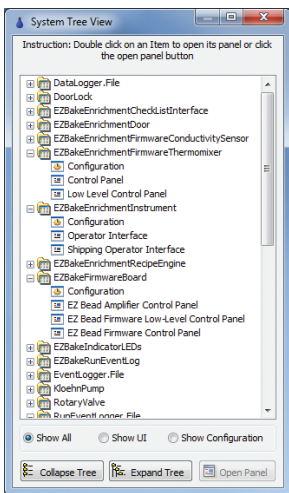 System Tree View
Instruction: Double click on an Item to open its panel or click
the open panel button
DataLogger.File
DoorLock
EZBakeEnrichmentCheckListInterface
EZBakeEnrichmentDoor
EZBakeEnrichmentFirmwareConductivitySensor
EZBakeEnrichmentFirmwareThermomixer
Configuration
Control Panel
Low Level Control Panel
EZBakeEnrichmentInstrument
Configuration
Operator Interface
Shipping Operator Interface
EZBakeEnrichmentRecipeEngine
EZBakeFirmwareBoard
Configuration
EZ Bead Amplifier Control Panel
EZ Bead Firmware Low-Level Control Panel
EZ Bead Firmware Control Panel
EZBakeIndicatorLEDs
EZBakeRunEventLog
EventLogger.File
KloehnPump
RotaryValve
RunEventLogger.File
Show All Show UI Show Configuration
Collapse Tree Expand Tree Open Panel